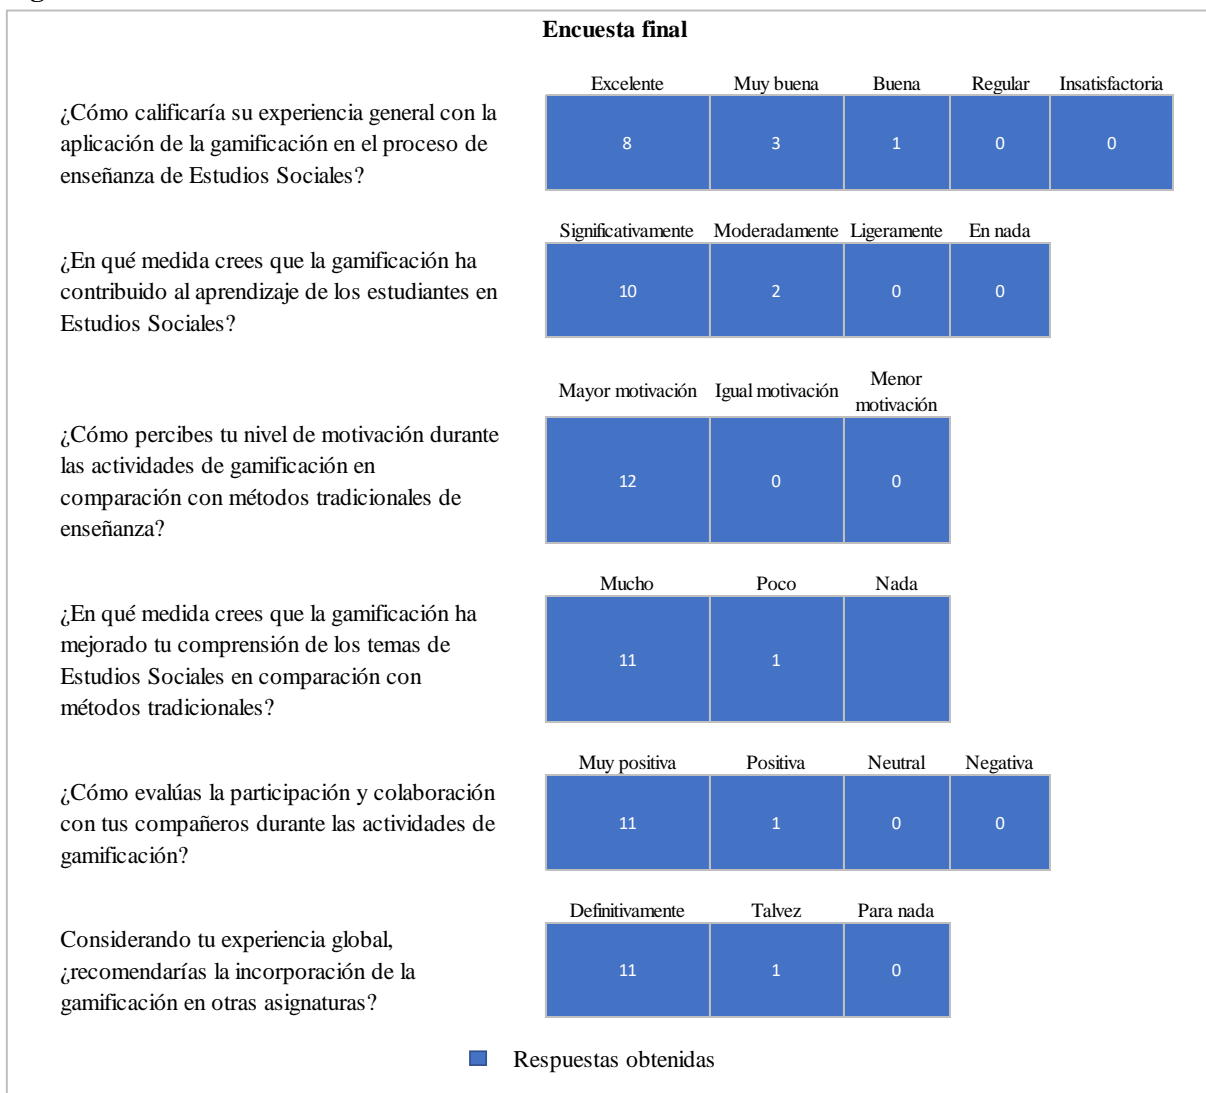 Encuesta final
Excelente Muy buena Buena Regular Insatisfactoria
¿Cómo calificaría su experiencia general con la
aplicación de la gamificación en el proceso de
enseñanza de Estudios Sociales?
8 3 1 0 0
Significativamente Moderadamente Ligeramente En nada
¿En qué medida crees que la gamificación ha
contribuido al aprendizaje de los estudiantes en
Estudios Sociales?
10 2 0 0
Mayor motivación Igual motivación Menor
motivación
¿Cómo percibes tu nivel de motivación durante
las actividades de gamificación en
comparación con métodos tradicionales de
enseñanza?
12 0 0
Mucho Poco Nada
¿En qué medida crees que la gamificación ha
mejorado tu comprensión de los temas de
Estudios Sociales en comparación con
métodos tradicionales?
11 1
Muy positiva Positiva Neutral Negativa
¿Cómo evalúas la participación y colaboración
con tus compañeros durante las actividades de
gamificación?
11 1 0 0
Definitivamente Talvez Para nada
Considerando tu experiencia global,
¿recomendarías la incorporación de la
gamificación en otras asignaturas?
11 1 0
Respuestas obtenidas